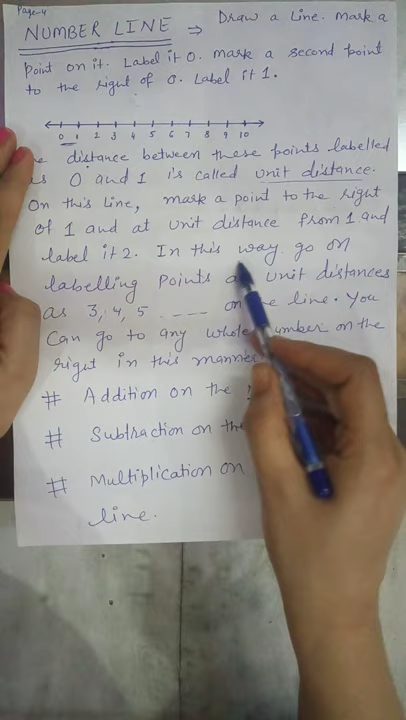 Page-4
NUMBER LINE ⇒ Draw a Line. Mark a
Point on it. Label it 0. Mark a second point
to the right of 0. Label it 1.
0 1 2 3 4 5 6 7 8 9 10
distance between these points labelled
as 0 and 1 is called unit distance.
On this Line, mark a point to the right
of 1 and at unit distance from 1 and
label it 2. In this way go on
labelling points unit distances
as 3, 4, 5 ---- on line. You
Can go to any whole number on the
right in this manner
# Addition on the
# Subtraction on the
# Multiplication on
line.